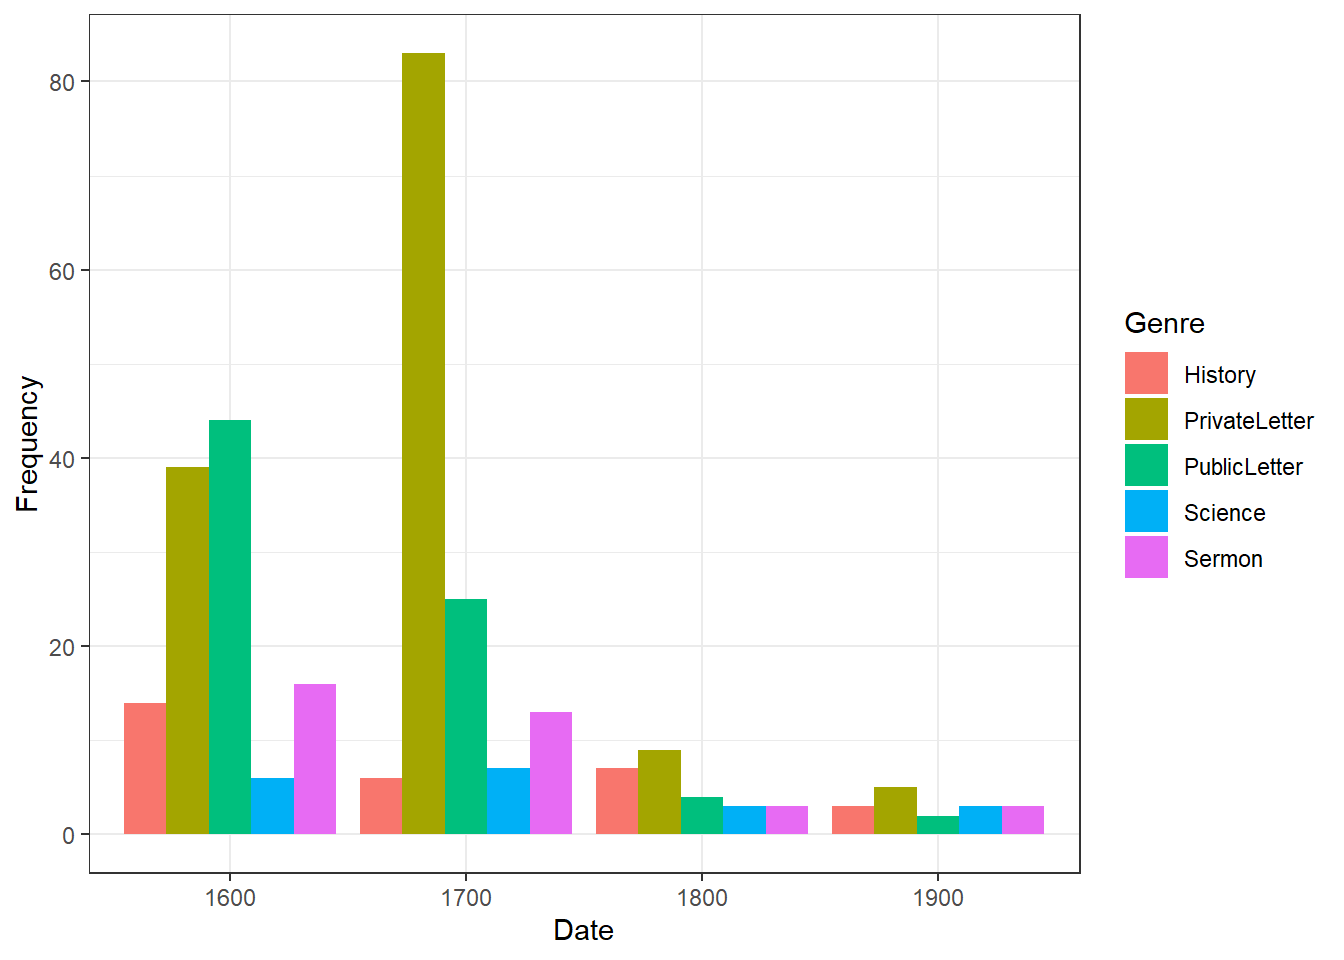 80
60
40
20
0
Frequency
1600 1700 1800 1900
Date
Genre
History
PrivateLetter
PublicLetter
Science
Sermon